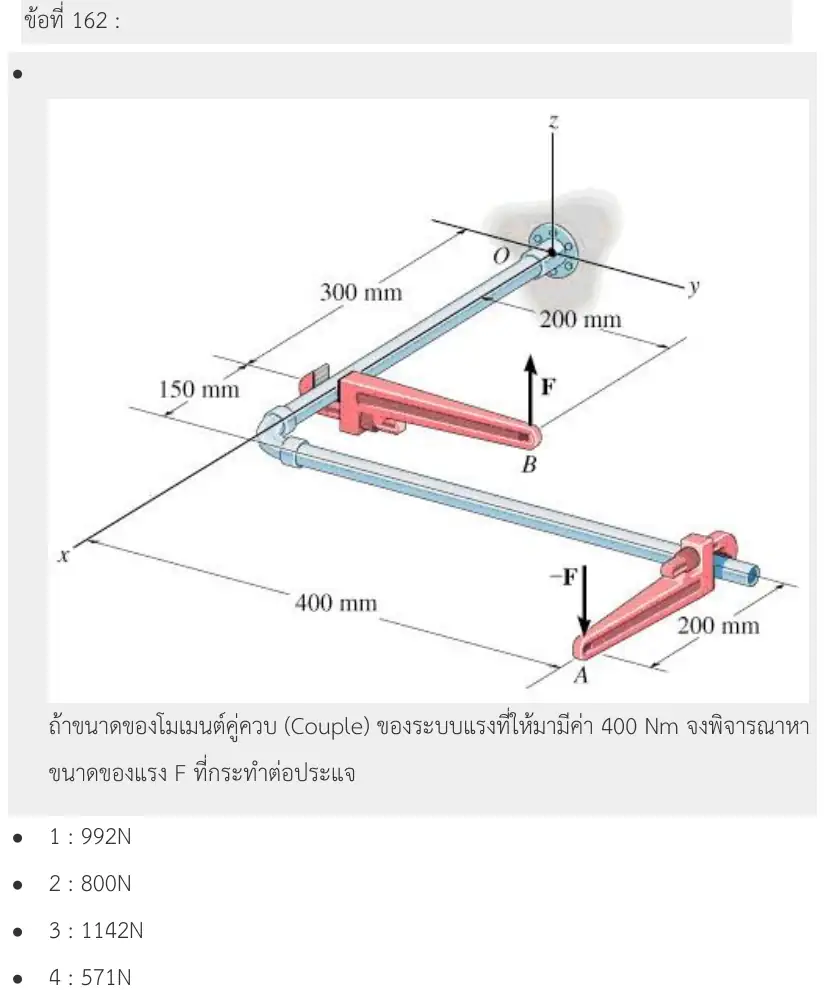 ข้อที่ 162 :
z
O
y
300 mm
200 mm
150 mm
F
B
x
-F
400 mm
200 mm
A
ถ้าขนาดของโมเมนต์คู่ควบ (Couple) ของระบบแรงที่ให้มามีค่า 400 Nm จงพิจารณาหา
ขนาดของแรง F ที่กระทำต่อประแจ
1 : 992N
2 : 800N
3 : 1142N
4 : 571N